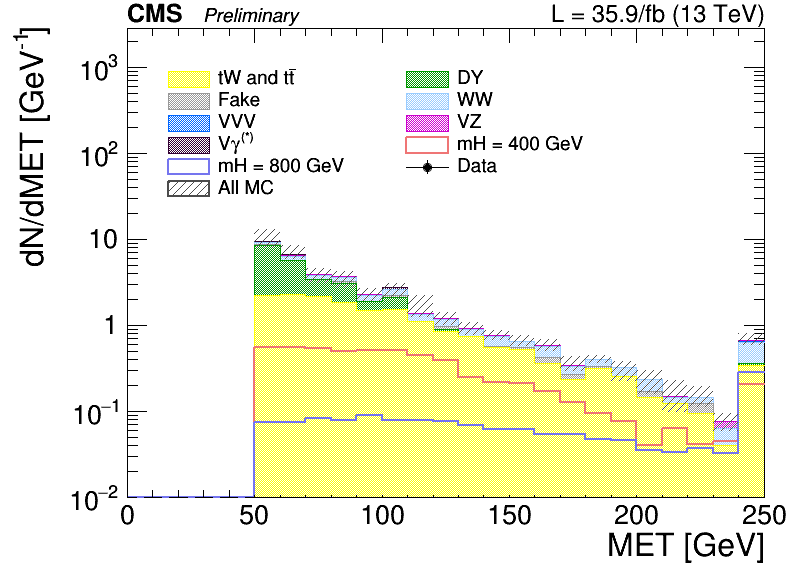 CMS Preliminary L = 35.9/fb (13 TeV)
dN/dMET [GeV⁻¹]
10³
10²
10
1
10⁻¹
10⁻²
tW and tt̄
DY
Fake
WW
VVV
VZ
Vγ⁽*⁾
mH = 400 GeV
mH = 800 GeV
Data
All MC
0 50 100 150 200 250
MET [GeV]